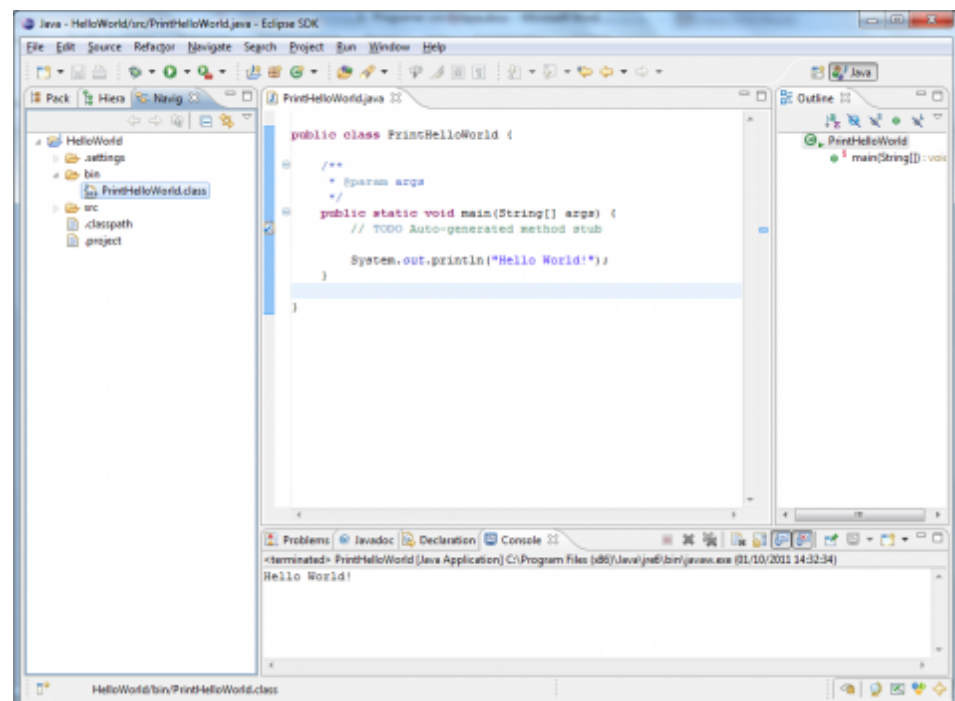 Java - HelloWorld/src/PrintHelloWorld.java - Eclipse SDK
File Edit Source Refactor Navigate Search Project Run Window Help
Java
Pack Hiera Navig
HelloWorld
.settings
bin
PrintHelloWorld.class
src
.classpath
.project
PrintHelloWorld.java
public class PrintHelloWorld {
/**
* @param args
*/
public static void main(String[] args) {
// TODO Auto-generated method stub
System.out.println("Hello World!");
}
}
Outline
PrintHelloWorld
S main(String[]) : void
Problems Javadoc Declaration Console
<terminated> PrintHelloWorld [Java Application] C:\Program Files (x86)\Java\jre6\bin\javaw.exe (01/10/2011 14:32:34)
Hello World!
HelloWorld/bin/PrintHelloWorld.class